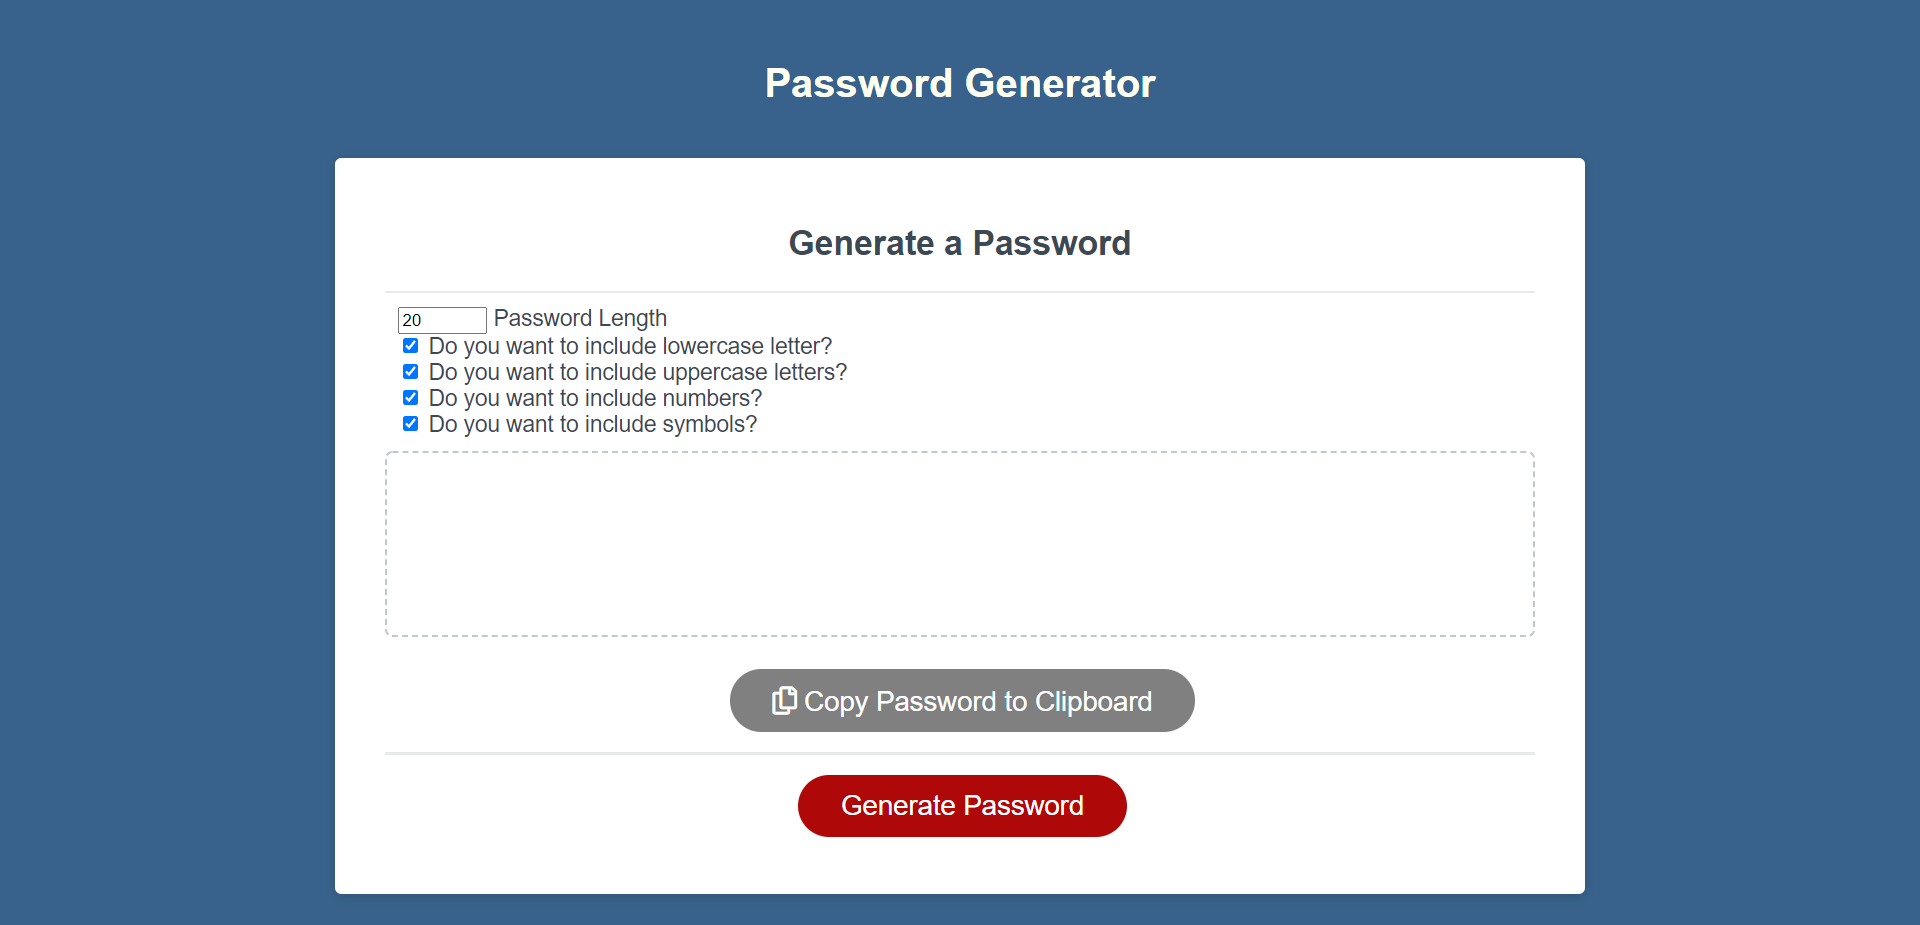 Password Generator
Generate a Password
20 Password Length
Do you want to include lowercase letter?
Do you want to include uppercase letters?
Do you want to include numbers?
Do you want to include symbols?
Copy Password to Clipboard
Generate Password